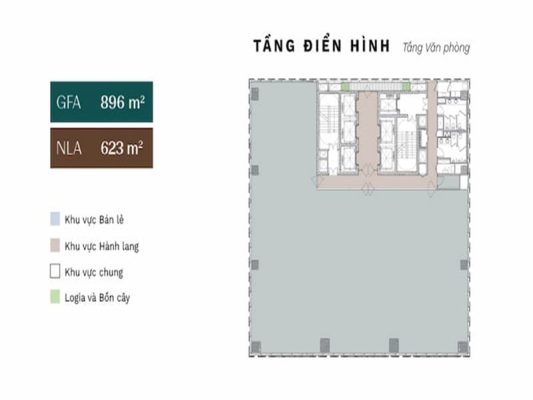 TẦNG ĐIỂN HÌNH Tầng Văn phòng
GFA 896 m²
NLA 623 m²
Khu vực Bán lẻ
Khu vực Hành lang
Khu vực chung
Logia và Bồn cây